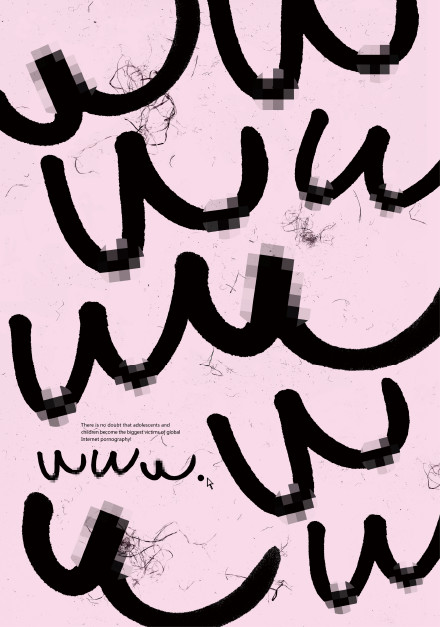 There is no doubt that adolescents and
children become the biggest victims of global
Internet pornography!
www.